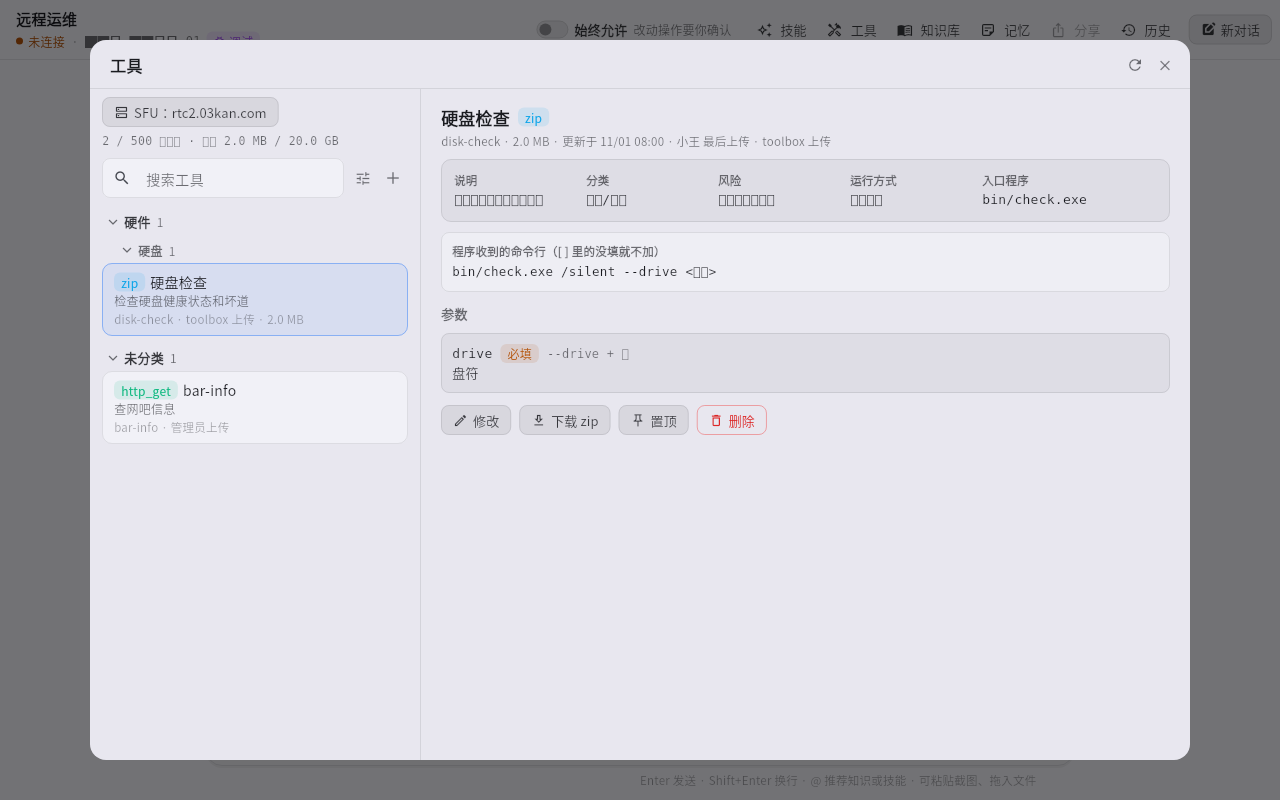 远程运维
未连接
始终允许 改动操作要你确认
技能
工具
知识库
记忆
分享
历史
新对话
工具
SFU：rtc2.03kan.com
2 / 500
2.0 MB / 20.0 GB
搜索工具
硬件 1
硬盘 1
zip 硬盘检查
检查硬盘健康状态和坏道
disk-check · toolbox 上传 · 2.0 MB
未分类 1
http_get bar-info
查网吧信息
bar-info · 管理员上传
硬盘检查 zip
disk-check · 2.0 MB · 更新于 11/01 08:00 · 小王 最后上传 · toolbox 上传
说明 分类 风险 运行方式 入口程序
bin/check.exe
程序收到的命令行（[ ] 里的没填就不加）
bin/check.exe /silent --drive
参数
drive 必填 --drive +
盘符
修改 下载 zip 置顶 删除
Enter 发送 · Shift+Enter 换行 · @ 推荐知识或技能 · 可粘贴截图、拖入文件